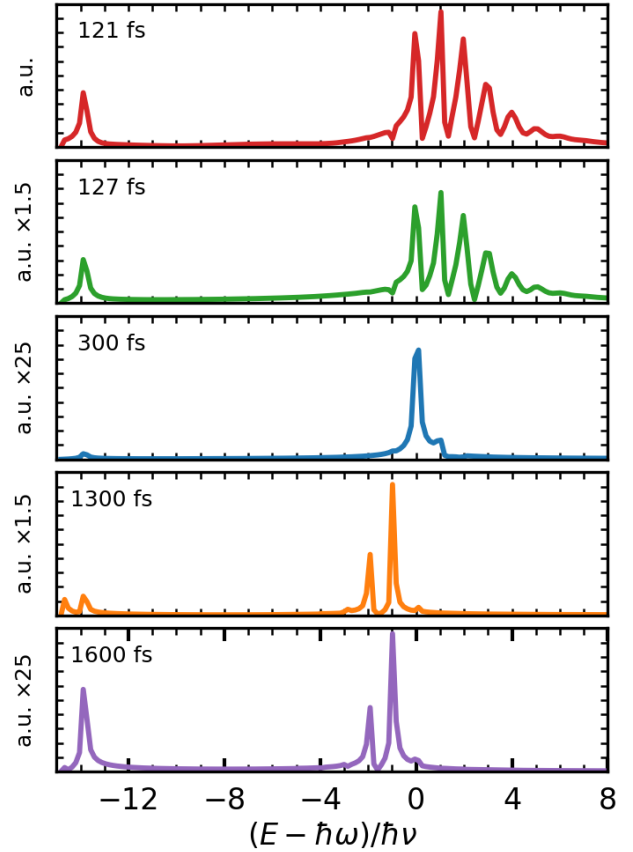 121 fs
a.u.
127 fs
a.u. ×1.5
300 fs
a.u. ×25
1300 fs
a.u. ×1.5
1600 fs
a.u. ×25
−12 −8 −4 0 4 8
(E − ℏω)/ℏν